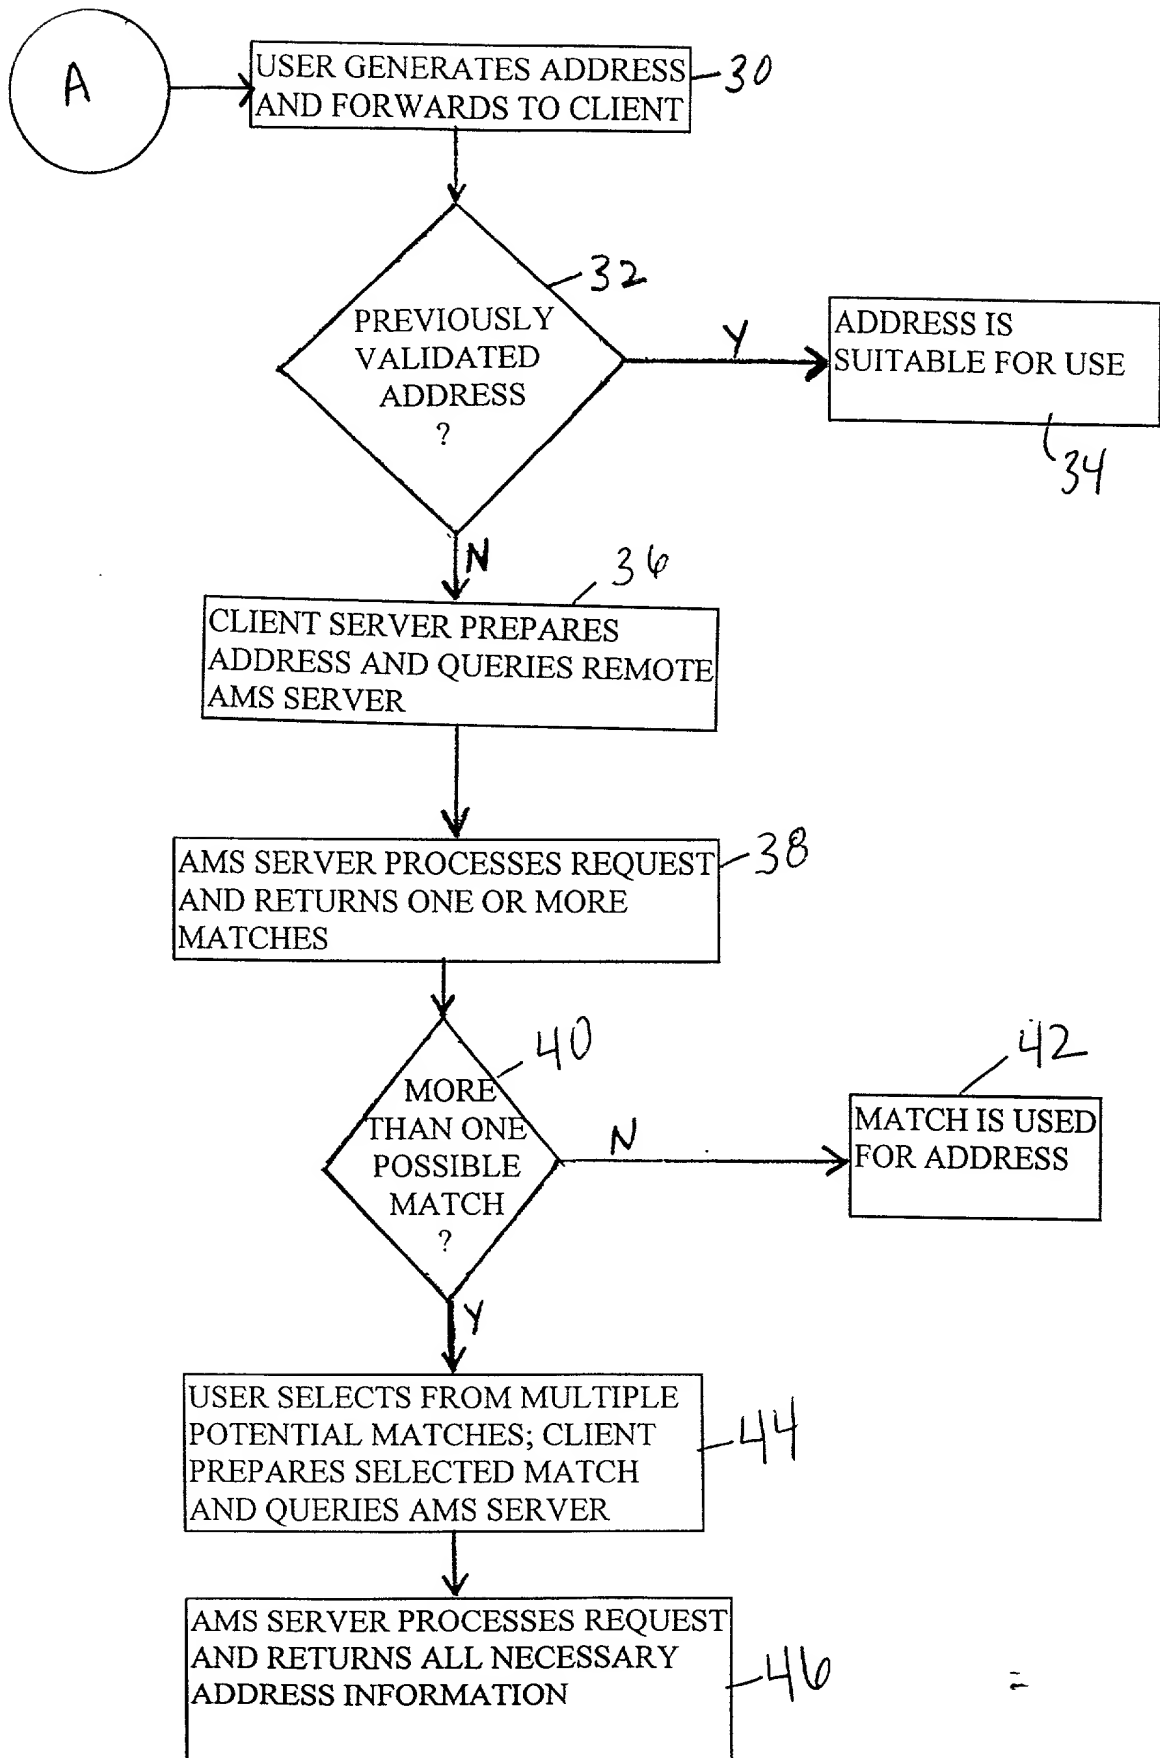 A
USER GENERATES ADDRESS
AND FORWARDS TO CLIENT
30
32
PREVIOUSLY
VALIDATED
ADDRESS
?
Y
ADDRESS IS
SUITABLE FOR USE
34
N
36
CLIENT SERVER PREPARES
ADDRESS AND QUERIES REMOTE
AMS SERVER
AMS SERVER PROCESSES REQUEST
AND RETURNS ONE OR MORE
MATCHES
38
40
MORE
THAN ONE
POSSIBLE
MATCH
?
N
42
MATCH IS USED
FOR ADDRESS
Y
USER SELECTS FROM MULTIPLE
POTENTIAL MATCHES; CLIENT
PREPARES SELECTED MATCH
AND QUERIES AMS SERVER
44
AMS SERVER PROCESSES REQUEST
AND RETURNS ALL NECESSARY
ADDRESS INFORMATION
46